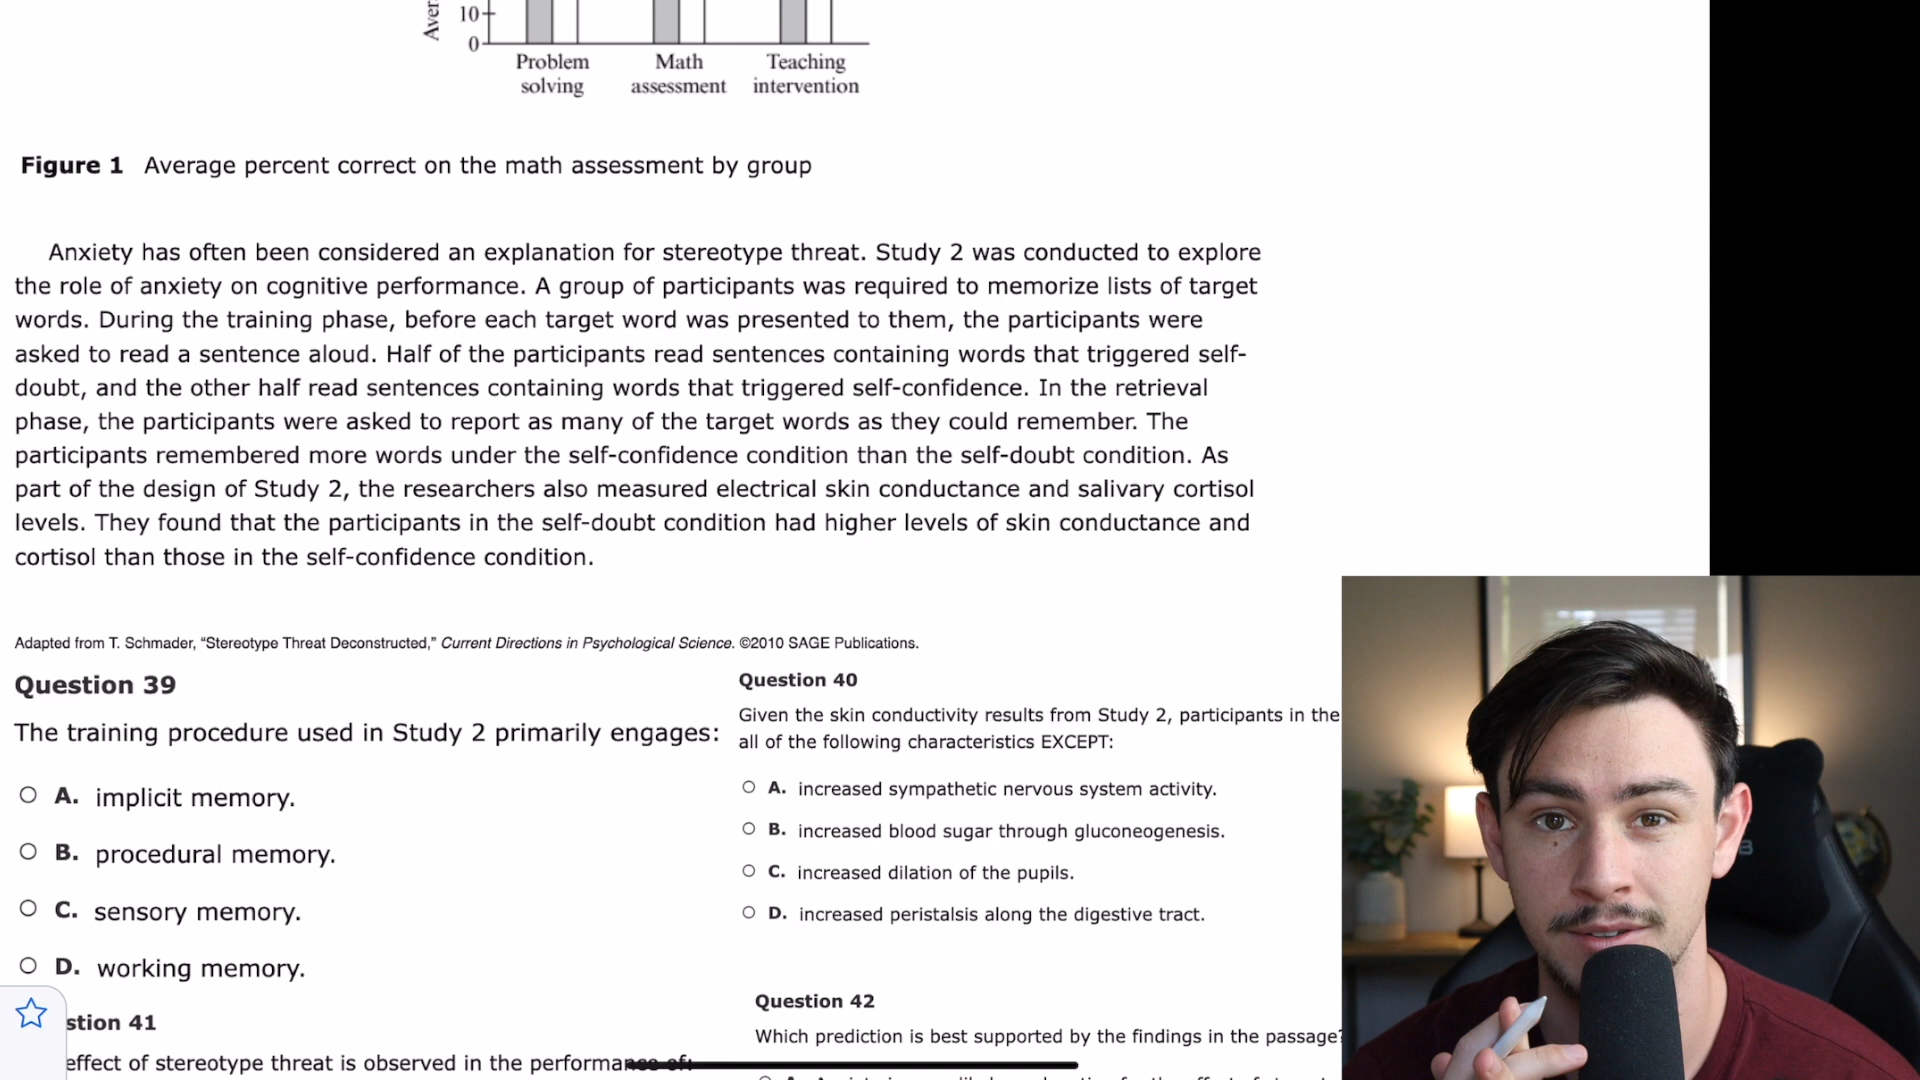 Aver
10
0
Problem solving
Math assessment
Teaching intervention
Figure 1 Average percent correct on the math assessment by group
Anxiety has often been considered an explanation for stereotype threat. Study 2 was conducted to explore
the role of anxiety on cognitive performance. A group of participants was required to memorize lists of target
words. During the training phase, before each target word was presented to them, the participants were
asked to read a sentence aloud. Half of the participants read sentences containing words that triggered self-
doubt, and the other half read sentences containing words that triggered self-confidence. In the retrieval
phase, the participants were asked to report as many of the target words as they could remember. The
participants remembered more words under the self-confidence condition than the self-doubt condition. As
part of the design of Study 2, the researchers also measured electrical skin conductance and salivary cortisol
levels. They found that the participants in the self-doubt condition had higher levels of skin conductance and
cortisol than those in the self-confidence condition.
Adapted from T. Schmader, “Stereotype Threat Deconstructed,” Current Directions in Psychological Science. ©2010 SAGE Publications.
Question 39
The training procedure used in Study 2 primarily engages:
A. implicit memory.
B. procedural memory.
C. sensory memory.
D. working memory.
Question 40
Given the skin conductivity results from Study 2, participants in the
all of the following characteristics EXCEPT:
A. increased sympathetic nervous system activity.
B. increased blood sugar through gluconeogenesis.
C. increased dilation of the pupils.
D. increased peristalsis along the digestive tract.
stion 41
effect of stereotype threat is observed in the performance of:
Question 42
Which prediction is best supported by the findings in the passage?